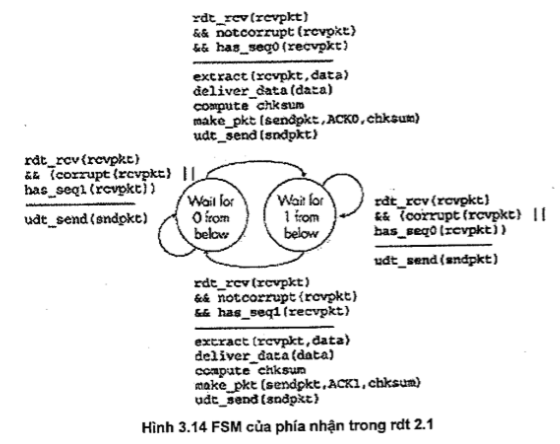 rdt_rcv(rcvpkt)
&& notcorrupt(rcvpkt)
&& has_seq0(recvpkt)
extract(rcvpkt,data)
deliver_data(data)
compute chksum
make_pkt(sendpkt,ACK0,chksum)
udt_send(sndpkt)
rdt_rcv(rcvpkt)
&& (corrupt(rcvpkt) ||
has_seq1(rcvpkt))
udt_send(sndpkt)
Wait for
0 from
below
Wait for
1 from
below
rdt_rcv(rcvpkt)
&& (corrupt(rcvpkt) ||
has_seq0(rcvpkt))
udt_send(sndpkt)
rdt_rcv(rcvpkt)
&& notcorrupt(rcvpkt)
&& has_seq1(recvpkt)
extract(rcvpkt,data)
deliver_data(data)
compute chksum
make_pkt(sendpkt,ACK1,chksum)
udt_send(sndpkt)
Hình 3.14 FSM của phía nhận trong rdt 2.1